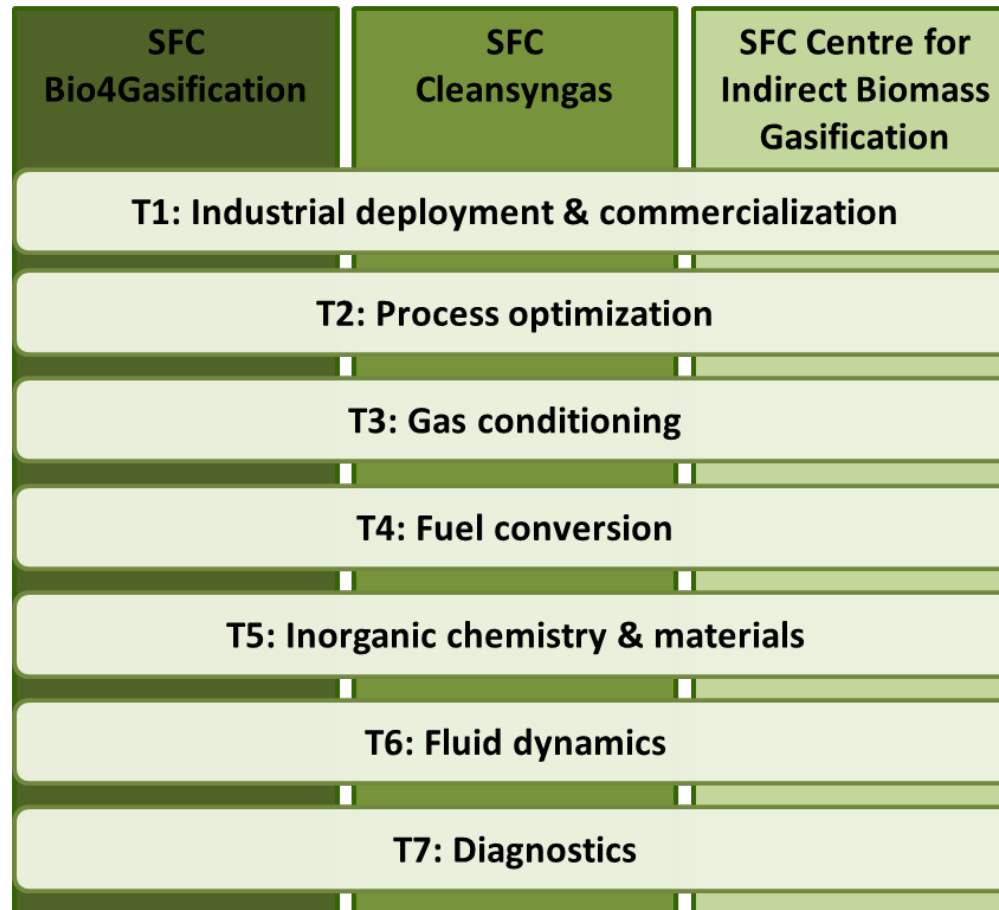 SFC
Bio4Gasification
SFC
Cleansyngas
SFC Centre for
Indirect Biomass
Gasification
T1: Industrial deployment & commercialization
T2: Process optimization
T3: Gas conditioning
T4: Fuel conversion
T5: Inorganic chemistry & materials
T6: Fluid dynamics
T7: Diagnostics